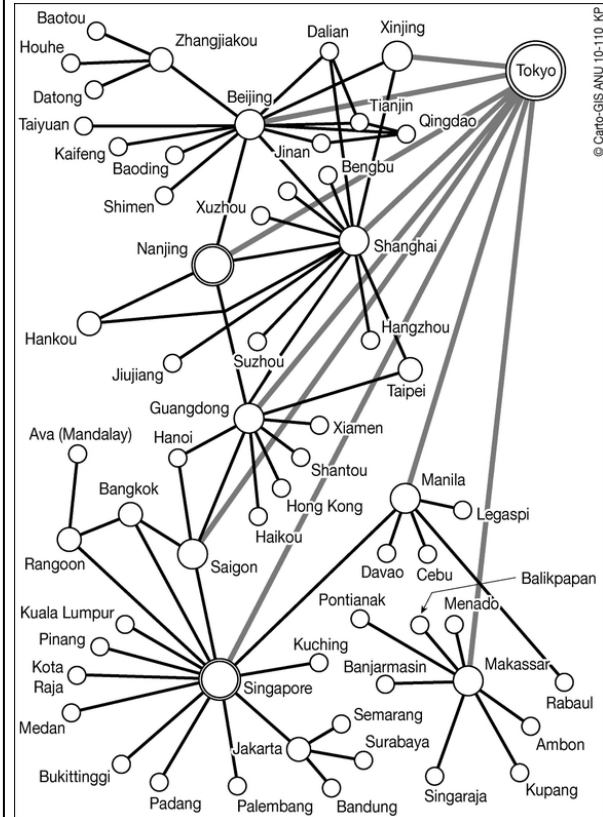 Baotou
Houhe
Zhangjiakou
Datong
Dalian
Xinjing
Tokyo
© Carto-GIS ANU 10-110 KP
Beijing
Taiyuan
Tianjin
Qingdao
Kaifeng
Baoding
Jinan
Bengbu
Shimen
Xuzhou
Nanjing
Shanghai
Hankou
Jiujiang
Suzhou
Hangzhou
Taipei
Guangdong
Hanoi
Xiamen
Shantou
Hong Kong
Haikou
Ava (Mandalay)
Bangkok
Rangoon
Saigon
Manila
Legaspi
Davao
Cebu
Balikpapan
Pontianak
Menado
Kuala Lumpur
Pinang
Kota
Raja
Medan
Kuching
Singapore
Banjarmasin
Makassar
Rabaul
Bukittinggi
Padang
Palembang
Jakarta
Semarang
Surabaya
Bandung
Singaraja
Kupang
Ambon